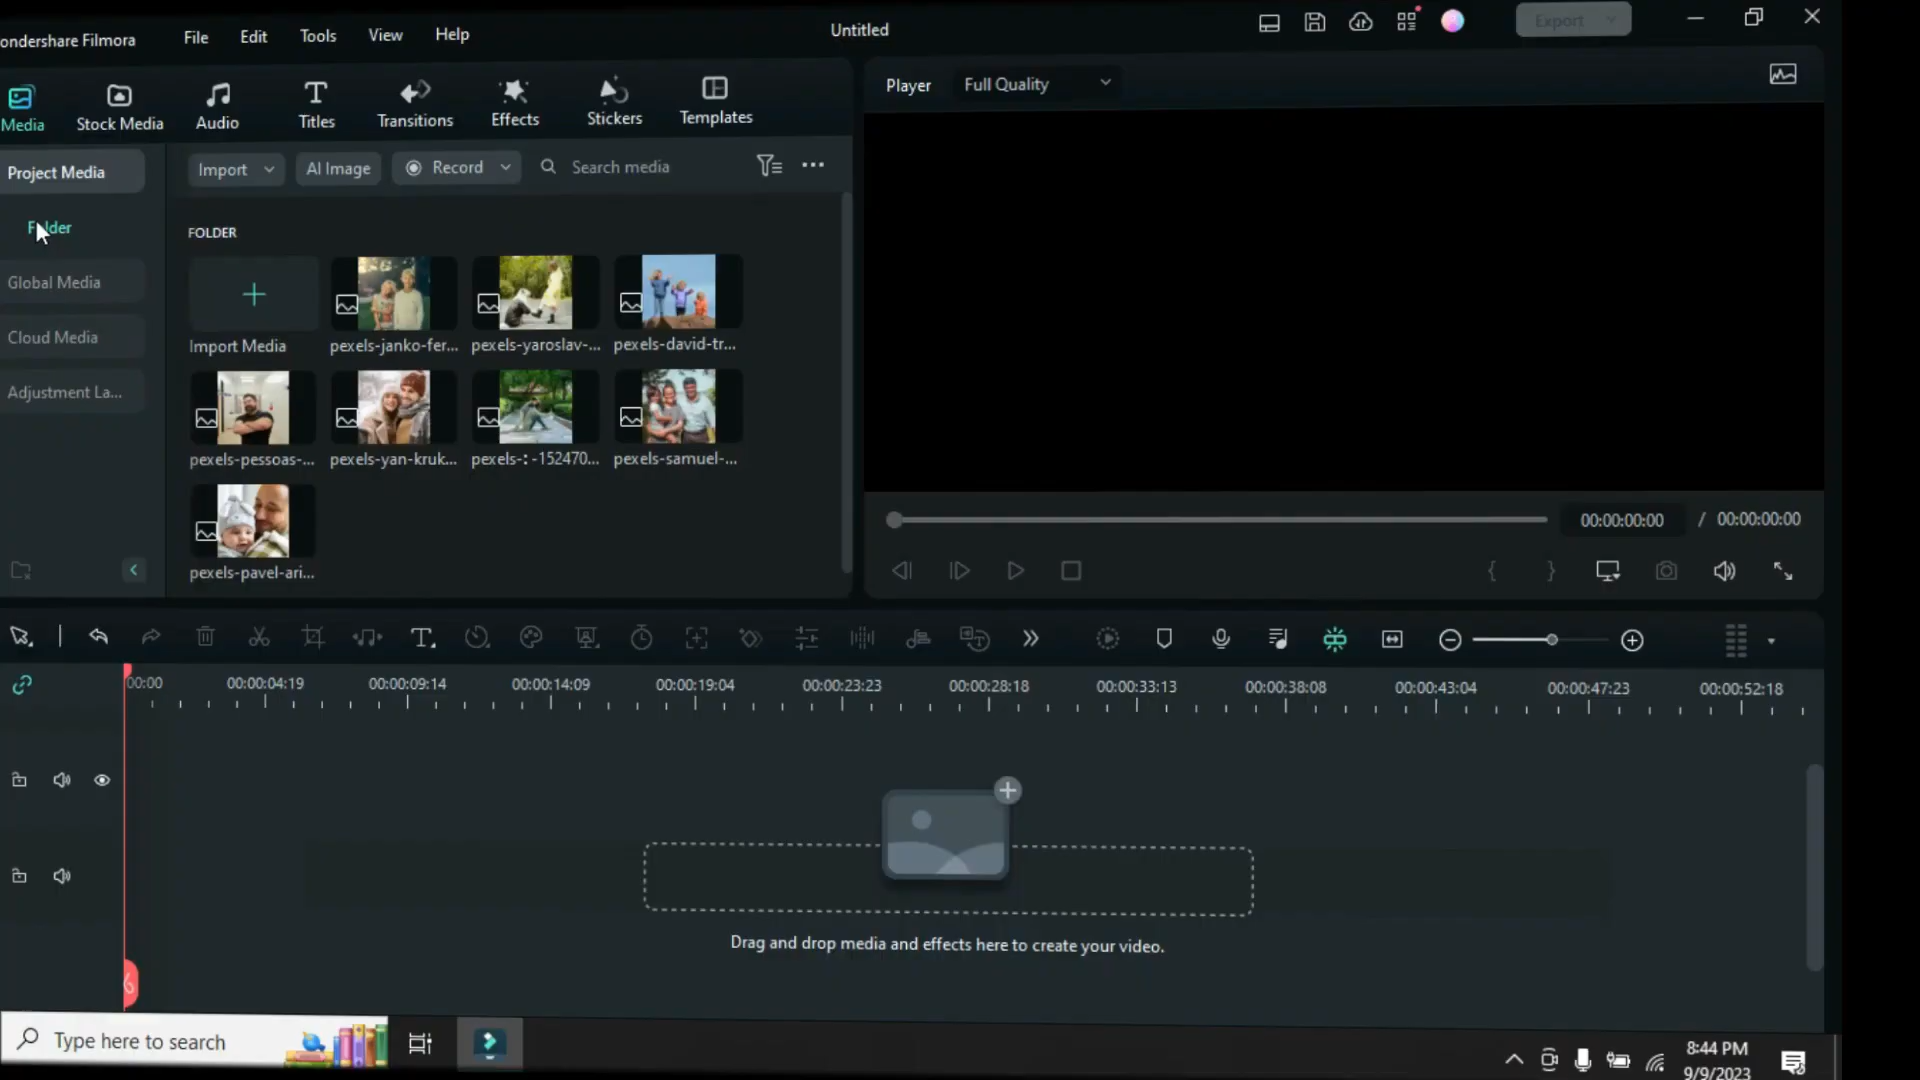 ondershare Filmora
File Edit Tools View Help
Untitled
Export
Media
Stock Media
Audio
Titles
Transitions
Effects
Stickers
Templates
Player
Full Quality
Project Media
Import
AI Image
Record
Search media
Folder
Global Media
Cloud Media
Adjustment La...
FOLDER
Import Media
pexels-janko-fer...
pexels-yaroslav-...
pexels-david-tr...
pexels-pessoas-...
pexels-yan-kruk...
pexels-: -152470...
pexels-samuel-...
pexels-pavel-ari...
00:00:00:00 / 00:00:00:00
00:00 00:00:04:19 00:00:09:14 00:00:14:09 00:00:19:04 00:00:23:23 00:00:28:18 00:00:33:13 00:00:38:08 00:00:43:04 00:00:47:23 00:00:52:18
Drag and drop media and effects here to create your video.
Type here to search
8:44 PM
9/9/2023